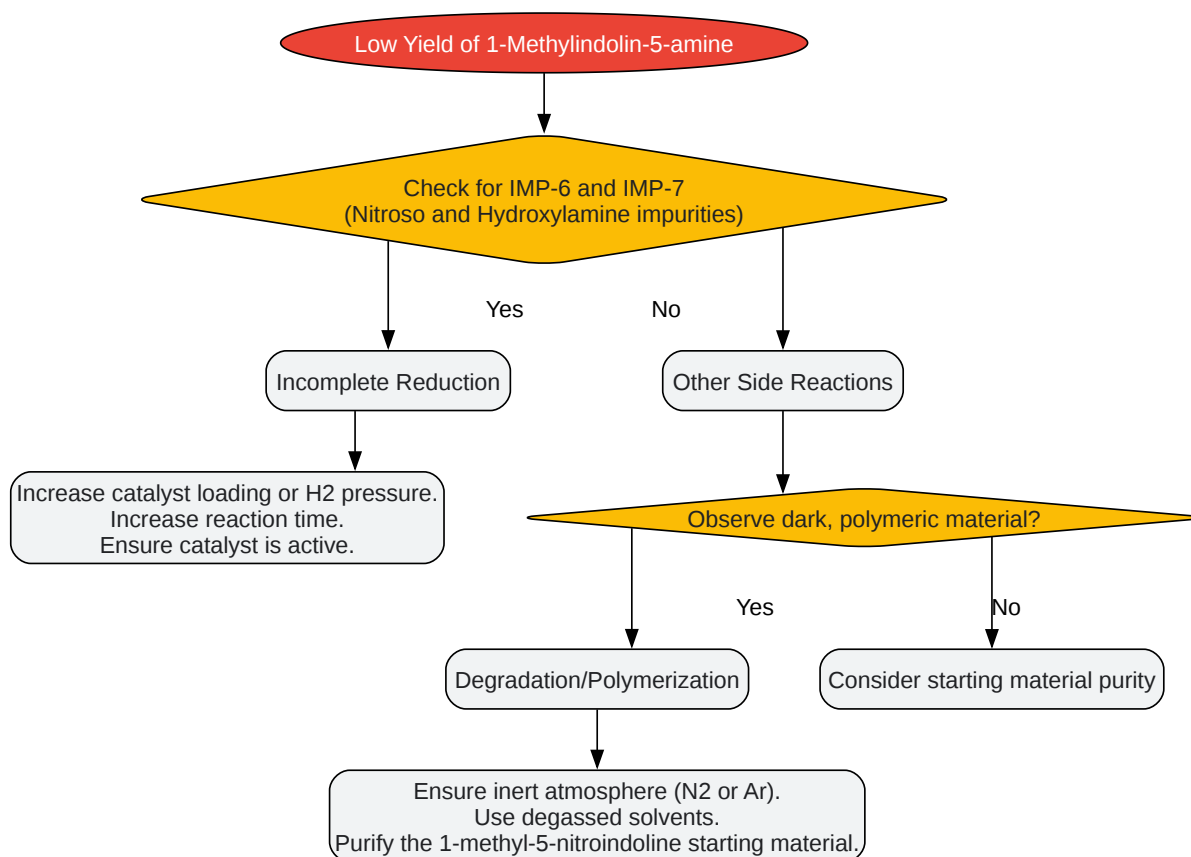 Low Yield of 1-Methylindolin-5-amine
Check for IMP-6 and IMP-7
(Nitroso and Hydroxylamine impurities)
Yes
No
Incomplete Reduction
Other Side Reactions
Increase catalyst loading or H2 pressure.
Increase reaction time.
Ensure catalyst is active.
Observe dark, polymeric material?
Yes
No
Degradation/Polymerization
Consider starting material purity
Ensure inert atmosphere (N2 or Ar).
Use degassed solvents.
Purify the 1-methyl-5-nitroindoline starting material.